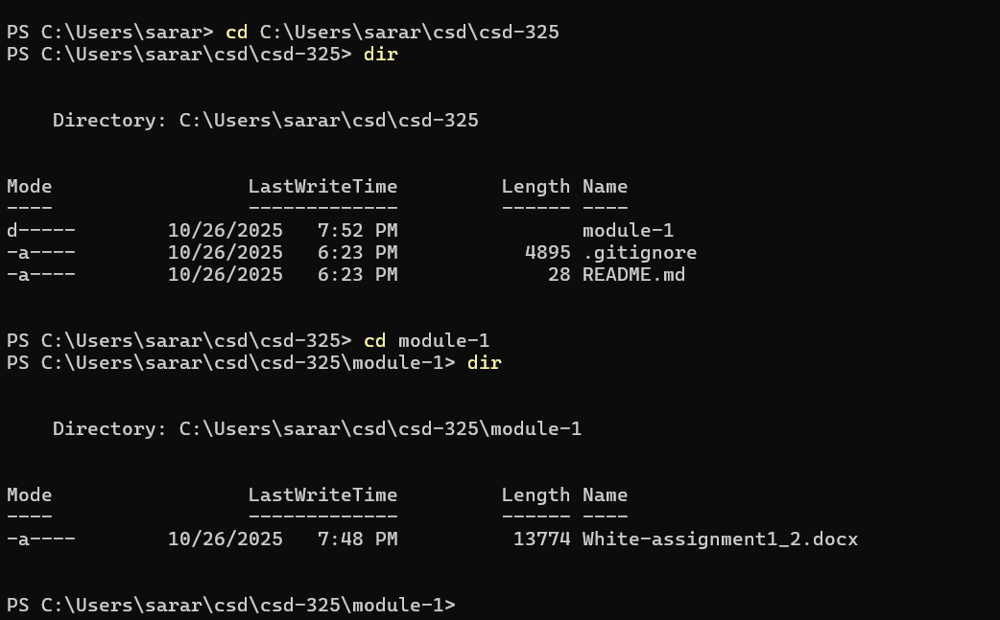 PS C:\Users\sarar> cd C:\Users\sarar\csd\csd-325
PS C:\Users\sarar\csd\csd-325> dir
    Directory: C:\Users\sarar\csd\csd-325
Mode                 LastWriteTime         Length Name
----                 -------------         ------ ----
d-----        10/26/2025   7:52 PM                module-1
-a----        10/26/2025   6:23 PM           4895 .gitignore
-a----        10/26/2025   6:23 PM             28 README.md
PS C:\Users\sarar\csd\csd-325> cd module-1
PS C:\Users\sarar\csd\csd-325\module-1> dir
    Directory: C:\Users\sarar\csd\csd-325\module-1
Mode                 LastWriteTime         Length Name
----                 -------------         ------ ----
-a----        10/26/2025   7:48 PM          13774 White-assignment1_2.docx
PS C:\Users\sarar\csd\csd-325\module-1>